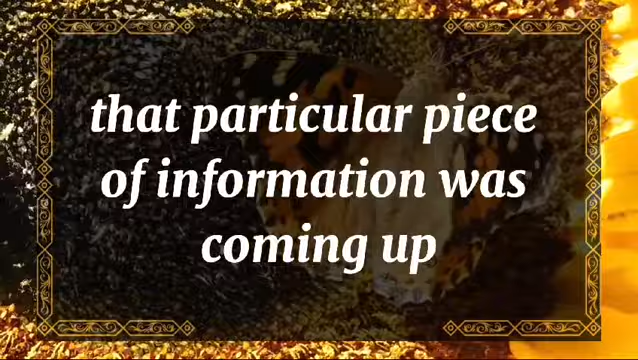 that particular piece
of information was
coming up